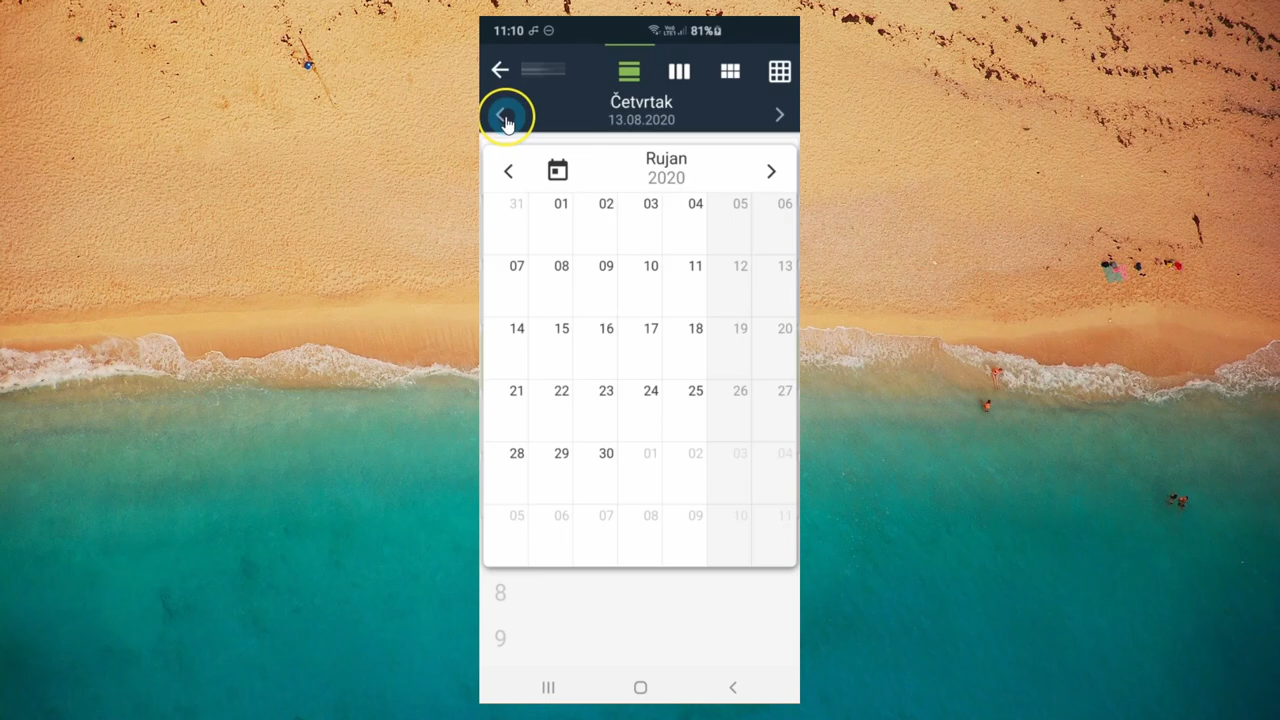 11:10 81%
Četvrtak
13.08.2020
Rujan
2020
31 01 02 03 04 05 06
07 08 09 10 11 12 13
14 15 16 17 18 19 20
21 22 23 24 25 26 27
28 29 30 01 02 03 04
05 06 07 08 09 10 11
8
9